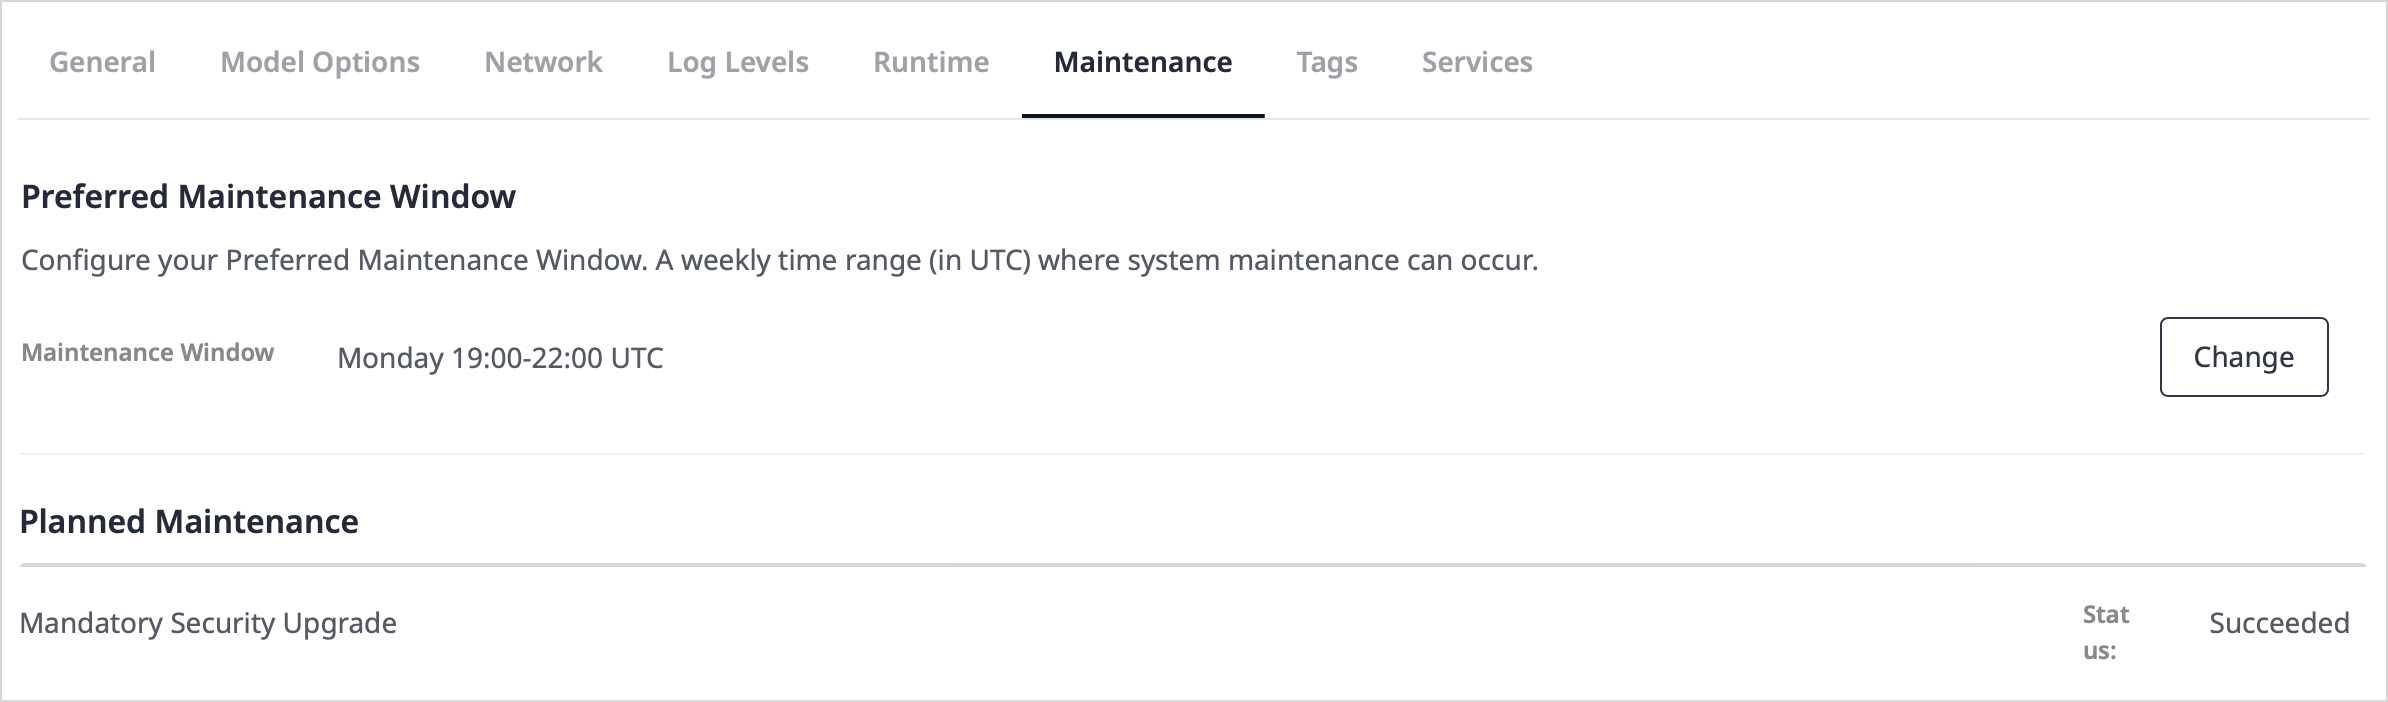 General Model Options Network Log Levels Runtime Maintenance Tags Services
Preferred Maintenance Window
Configure your Preferred Maintenance Window. A weekly time range (in UTC) where system maintenance can occur.
Maintenance Window Monday 19:00-22:00 UTC Change
Planned Maintenance
Mandatory Security Upgrade Stat Succeeded
us: